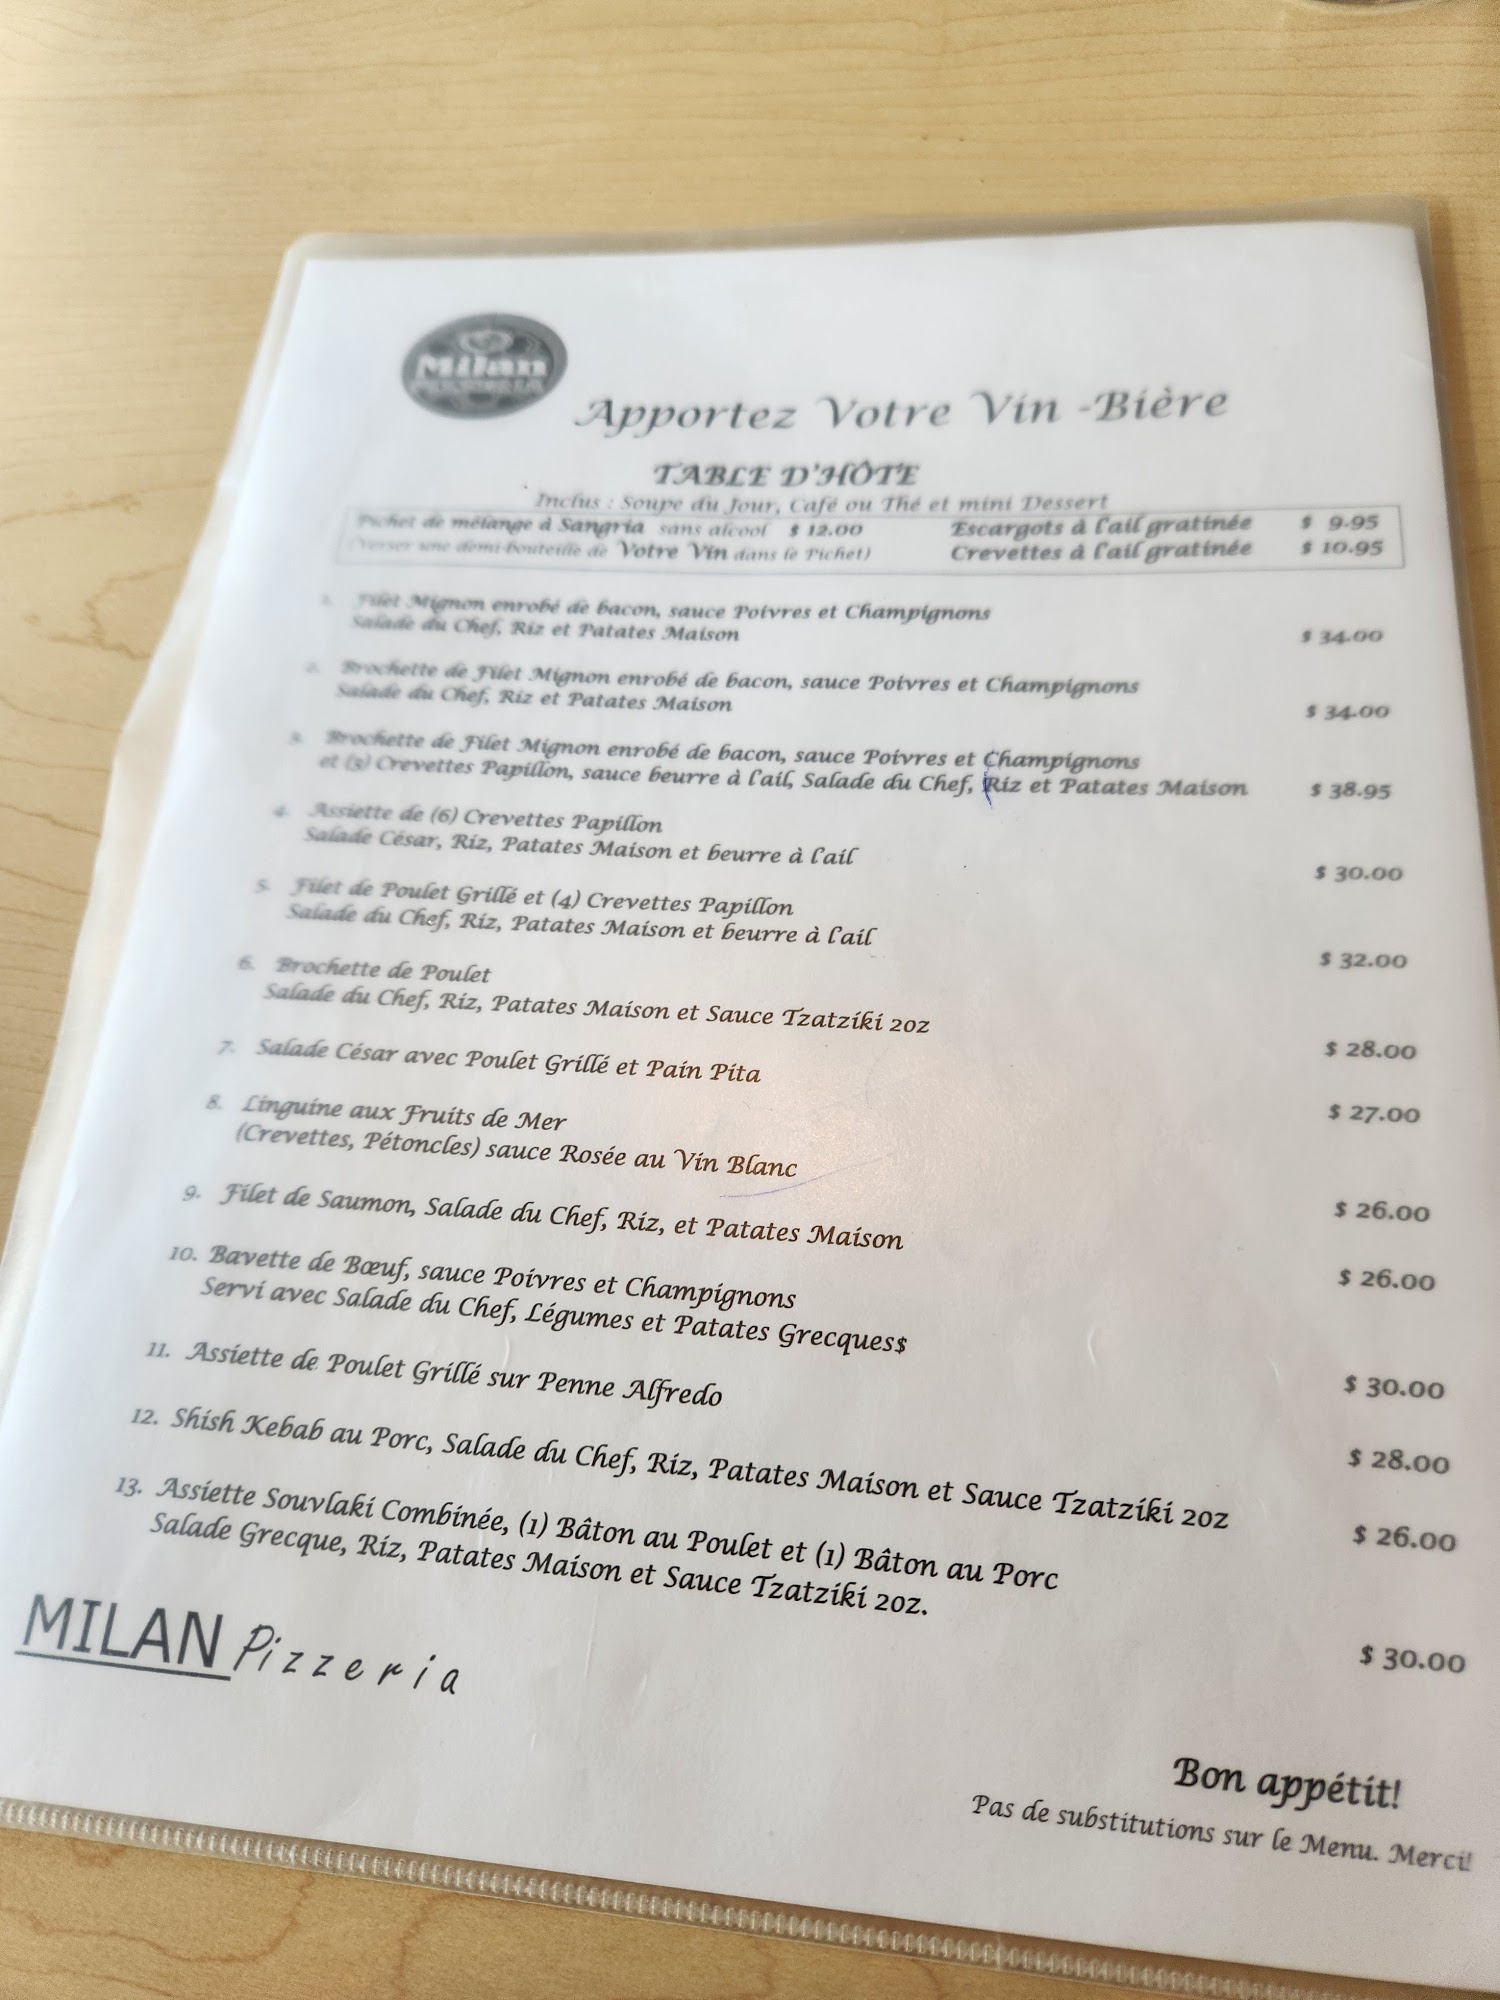 Milan
Apportez Votre Vin -Bière
TABLE D'HÔTE
Inclus : Soupe du Jour, Café ou Thé et mini Dessert
Pichet de mélange à Sangria sans alcool $ 12.00 Escargots à l'ail gratinée $ 9.95
(Verser une demi-bouteille de Votre Vin dans le Pichet) Crevettes à l'ail gratinée $ 10.95
1. Filet Mignon enrobé de bacon, sauce Poivres et Champignons
Salade du Chef, Riz et Patates Maison $ 34.00
2. Brochette de Filet Mignon enrobé de bacon, sauce Poivres et Champignons
Salade du Chef, Riz et Patates Maison $ 34.00
3. Brochette de Filet Mignon enrobé de bacon, sauce Poivres et Champignons
et (3) Crevettes Papillon, sauce beurre à l'ail, Salade du Chef, Riz et Patates Maison $ 38.95
4. Assiette de (6) Crevettes Papillon
Salade César, Riz, Patates Maison et beurre à l'ail $ 30.00
5. Filet de Poulet Grillé et (4) Crevettes Papillon
Salade du Chef, Riz, Patates Maison et beurre à l'ail $ 32.00
6. Brochette de Poulet
Salade du Chef, Riz, Patates Maison et Sauce Tzatziki 2oz $ 28.00
7. Salade César avec Poulet Grillé et Pain Pita $ 27.00
8. Linguine aux Fruits de Mer
(Crevettes, Pétoncles) sauce Rosée au Vin Blanc $ 26.00
9. Filet de Saumon, Salade du Chef, Riz, et Patates Maison $ 26.00
10. Bavette de Bœuf, sauce Poivres et Champignons
Servi avec Salade du Chef, Légumes et Patates Grecques$ $ 30.00
11. Assiette de Poulet Grillé sur Penne Alfredo $ 28.00
12. Shish Kebab au Porc, Salade du Chef, Riz, Patates Maison et Sauce Tzatziki 2oz $ 26.00
13. Assiette Souvlaki Combinée, (1) Bâton au Poulet et (1) Bâton au Porc
Salade Grecque, Riz, Patates Maison et Sauce Tzatziki 2oz. $ 30.00
MILAN Pizzeria
Bon appétit!
Pas de substitutions sur le Menu. Merci!